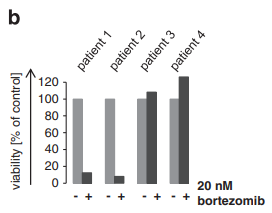 b
patient 1
patient 2
patient 3
patient 4
viability [% of control]
120
100
80
60
40
20
0
- + - + - + - +
20 nM
bortezomib